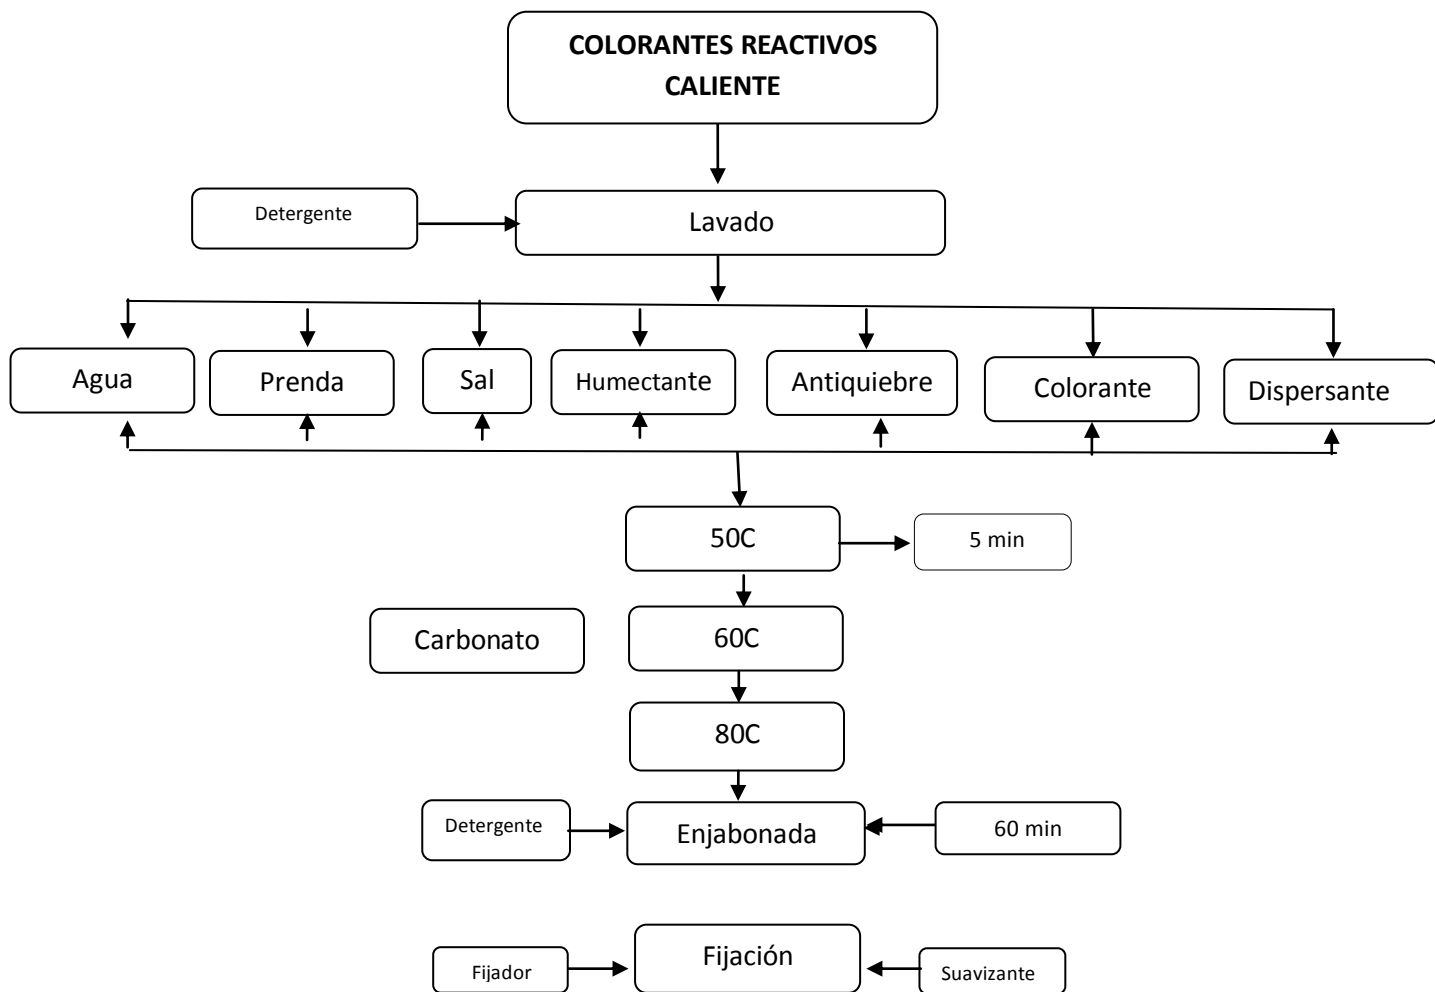 COLORANTES REACTIVOS
CALIENTE
Detergente
Lavado
Agua
Prenda
Sal
Humectante
Antiquiebre
Colorante
Dispersante
50C
5 min
Carbonato
60C
80C
Detergente
Enjabonada
60 min
Fijador
Fijación
Suavizante